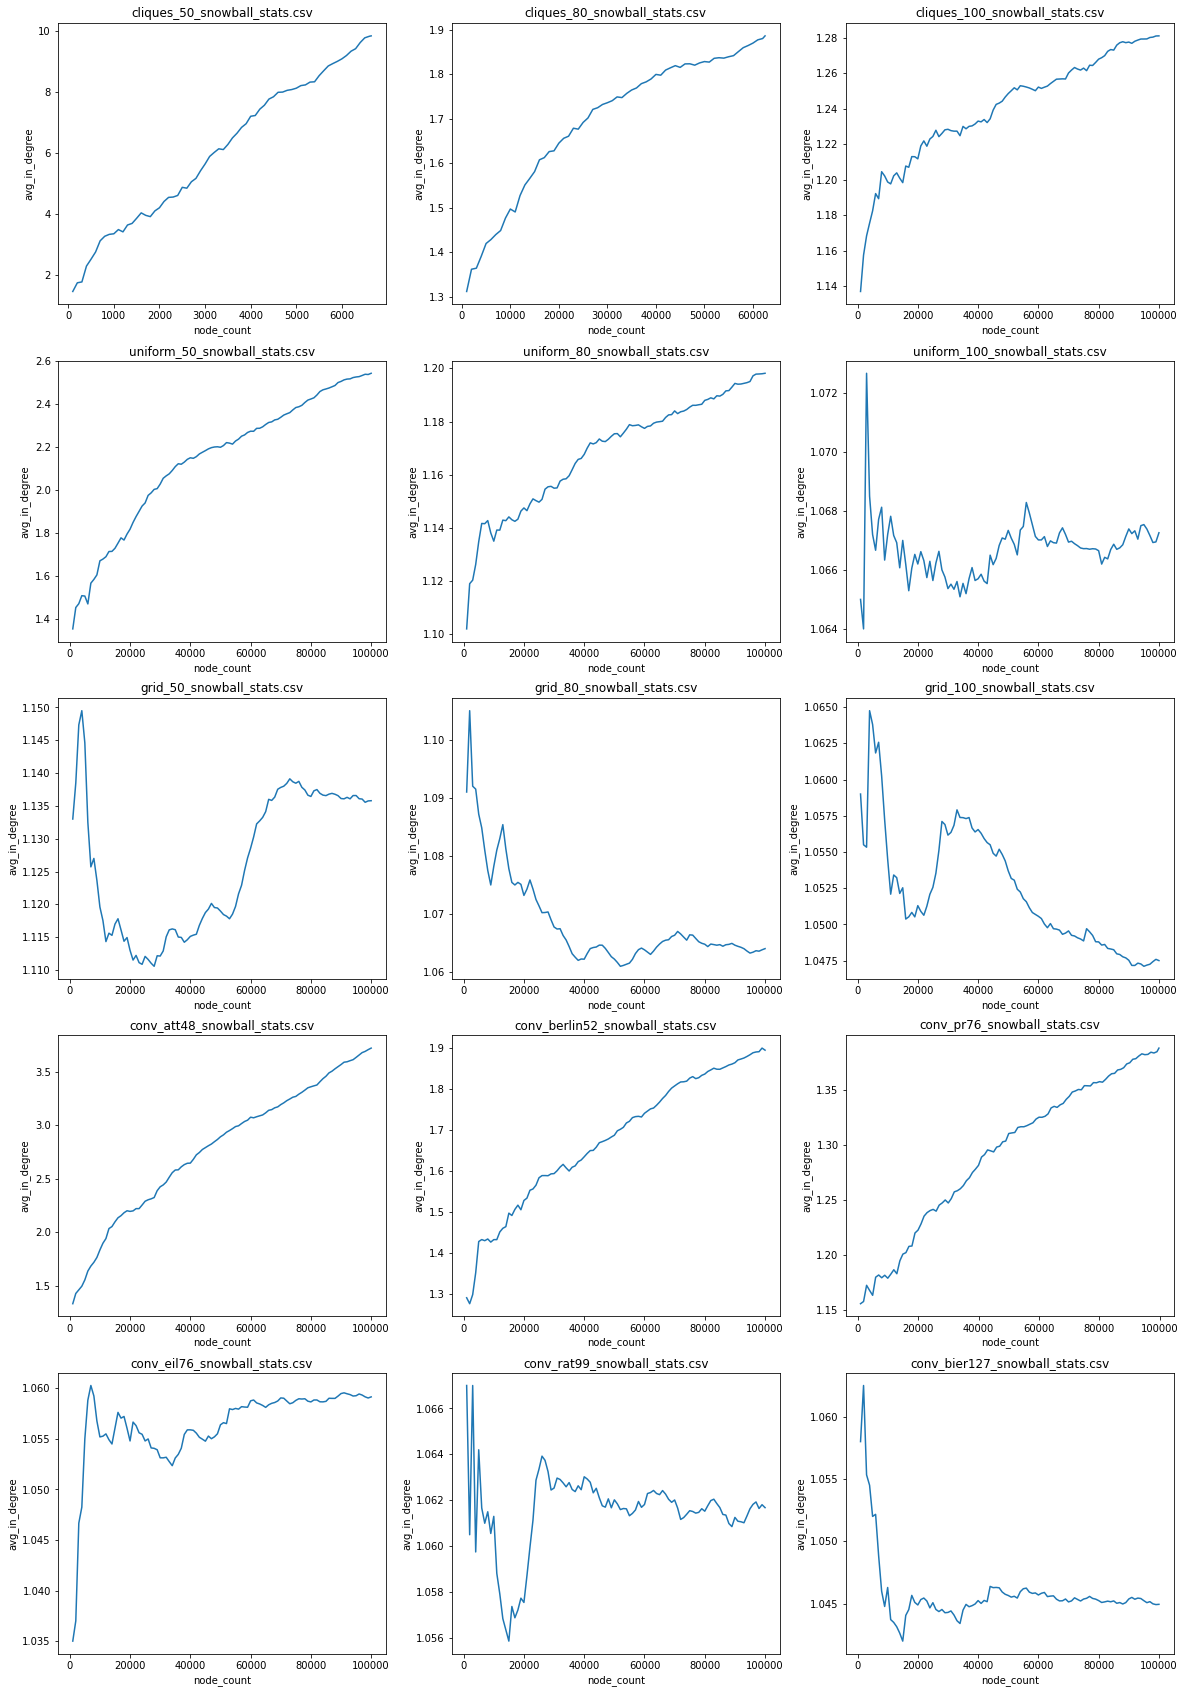 cliques_50_snowball_stats.csv
avg_in_degree
10
8
6
4
2
0 1000 2000 3000 4000 5000 6000
node_count
cliques_80_snowball_stats.csv
avg_in_degree
1.9
1.8
1.7
1.6
1.5
1.4
1.3
0 10000 20000 30000 40000 50000 60000
node_count
cliques_100_snowball_stats.csv
avg_in_degree
1.28
1.26
1.24
1.22
1.20
1.18
1.16
1.14
0 20000 40000 60000 80000 100000
node_count
uniform_50_snowball_stats.csv
avg_in_degree
2.6
2.4
2.2
2.0
1.8
1.6
1.4
0 20000 40000 60000 80000 100000
node_count
uniform_80_snowball_stats.csv
avg_in_degree
1.20
1.18
1.16
1.14
1.12
1.10
0 20000 40000 60000 80000 100000
node_count
uniform_100_snowball_stats.csv
avg_in_degree
1.072
1.070
1.068
1.066
1.064
0 20000 40000 60000 80000 100000
node_count
grid_50_snowball_stats.csv
avg_in_degree
1.150
1.145
1.140
1.135
1.130
1.125
1.120
1.115
1.110
0 20000 40000 60000 80000 100000
node_count
grid_80_snowball_stats.csv
avg_in_degree
1.10
1.09
1.08
1.07
1.06
0 20000 40000 60000 80000 100000
node_count
grid_100_snowball_stats.csv
avg_in_degree
1.0650
1.0625
1.0600
1.0575
1.0550
1.0525
1.0500
1.0475
0 20000 40000 60000 80000 100000
node_count
conv_att48_snowball_stats.csv
avg_in_degree
3.5
3.0
2.5
2.0
1.5
0 20000 40000 60000 80000 100000
node_count
conv_berlin52_snowball_stats.csv
avg_in_degree
1.9
1.8
1.7
1.6
1.5
1.4
1.3
0 20000 40000 60000 80000 100000
node_count
conv_pr76_snowball_stats.csv
avg_in_degree
1.35
1.30
1.25
1.20
1.15
0 20000 40000 60000 80000 100000
node_count
conv_eil76_snowball_stats.csv
avg_in_degree
1.060
1.055
1.050
1.045
1.040
1.035
0 20000 40000 60000 80000 100000
node_count
conv_rat99_snowball_stats.csv
avg_in_degree
1.066
1.064
1.062
1.060
1.058
1.056
0 20000 40000 60000 80000 100000
node_count
conv_bier127_snowball_stats.csv
avg_in_degree
1.060
1.055
1.050
1.045
0 20000 40000 60000 80000 100000
node_count